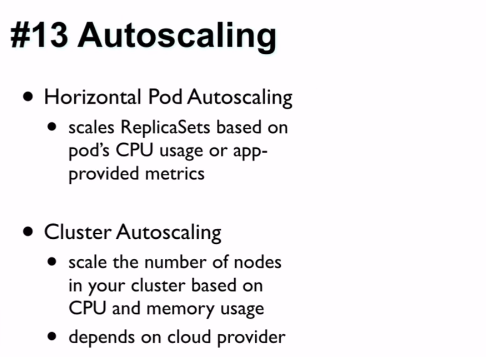 #13 Autoscaling
• Horizontal Pod Autoscaling
• scales ReplicaSets based on
pod's CPU usage or app-
provided metrics
• Cluster Autoscaling
• scale the number of nodes
in your cluster based on
CPU and memory usage
• depends on cloud provider